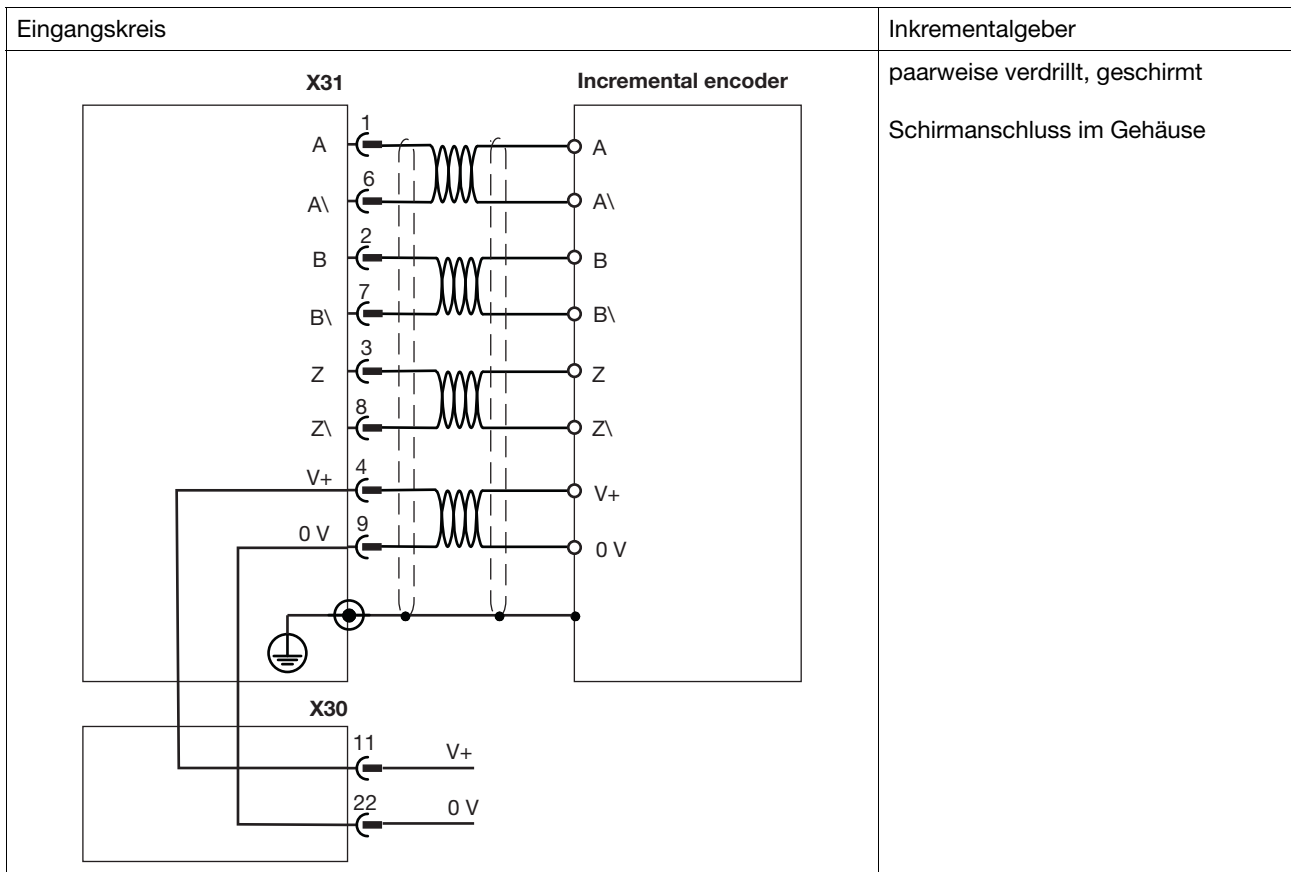 Eingangskreis
Inkrementalgeber
paarweise verdrillt, geschirmt
Schirmanschluss im Gehäuse
X31
Incremental encoder
A 1 A
A\ 6 A\
B 2 B
B\ 7 B\
Z 3 Z
Z\ 8 Z\
V+ 4 V+
0 V 9 0 V
X30
11 V+
22 0 V